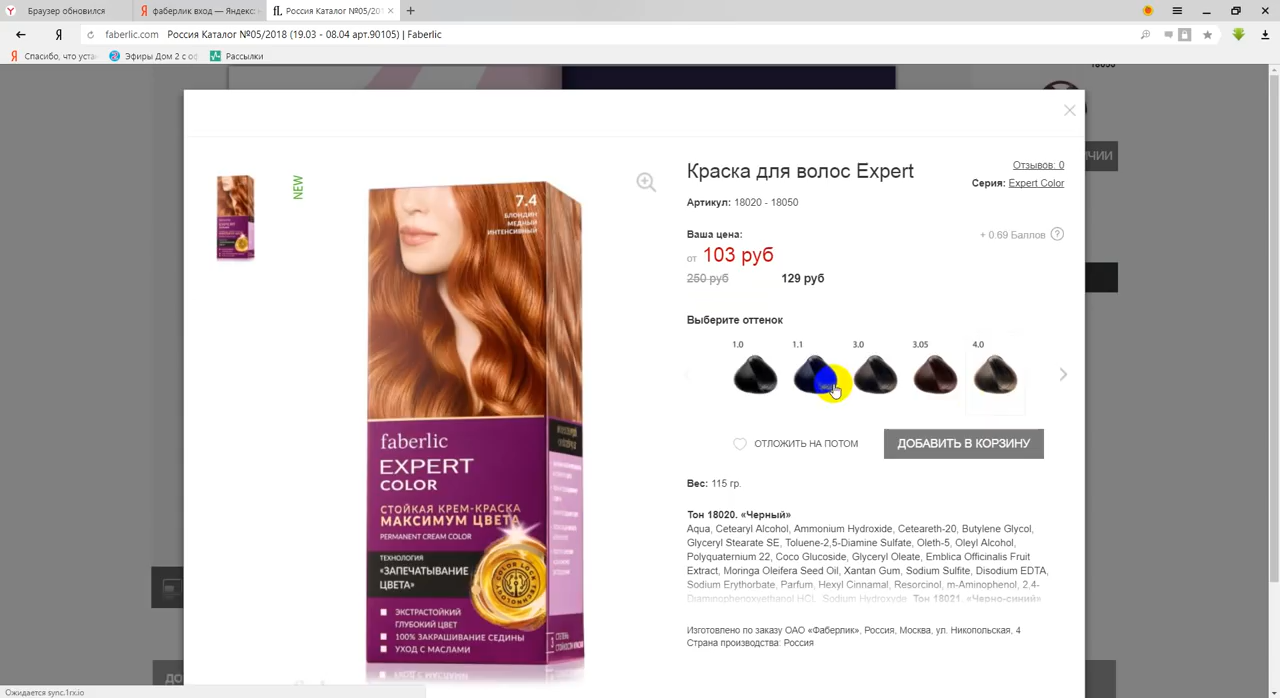 Браузер обновился
фаберлик вход — Яндекс:
Россия Каталог №05/201
faberlic.com
Россия Каталог №05/2018 (19.03 - 08.04 арт.90105) | Faberlic
Спасибо, что уста
Эфиры Дом 2 с оф
Рассылки
NEW
7.4
БЛОНДИН
МЕДНЫЙ
ИНТЕНСИВНЫЙ
faberlic
EXPERT
COLOR
СТОЙКАЯ КРЕМ-КРАСКА
МАКСИМУМ ЦВЕТА
PERMANENT CREAM COLOR
ТЕХНОЛОГИЯ
«ЗАПЕЧАТЫВАНИЕ
ЦВЕТА»
ЭКСТРАСТОЙКИЙ
ГЛУБОКИЙ ЦВЕТ
100% ЗАКРАШИВАНИЕ СЕДИНЫ
УХОД С МАСЛАМИ
Краска для волос Expert
Отзывов: 0
Серия: Expert Color
Артикул: 18020 - 18050
Ваша цена:
+ 0.69 Баллов ?
от 103 руб
250 руб 129 руб
Выберите оттенок
1.0 1.1 3.0 3.05 4.0
ОТЛОЖИТЬ НА ПОТОМ
ДОБАВИТЬ В КОРЗИНУ
Вес: 115 гр.
Тон 18020. «Черный»
Aqua, Cetearyl Alcohol, Ammonium Hydroxide, Ceteareth-20, Butylene Glycol,
Glyceryl Stearate SE, Toluene-2,5-Diamine Sulfate, Oleth-5, Oleyl Alcohol,
Polyquaternium 22, Coco Glucoside, Glyceryl Oleate, Emblica Officinalis Fruit
Extract, Moringa Oleifera Seed Oil, Xantan Gum, Sodium Sulfite, Disodium EDTA,
Sodium Erythorbate, Parfum, Hexyl Cinnamal, Resorcinol, m-Aminophenol, 2,4-
Diaminophenoxyethanol HCL, Sodium Hydroxyde. Тон 18021. «Черно-синий»
Изготовлено по заказу ОАО «Фаберлик», Россия, Москва, ул. Никопольская, 4
Страна производства: Россия
Ожидается sync.1rx.io